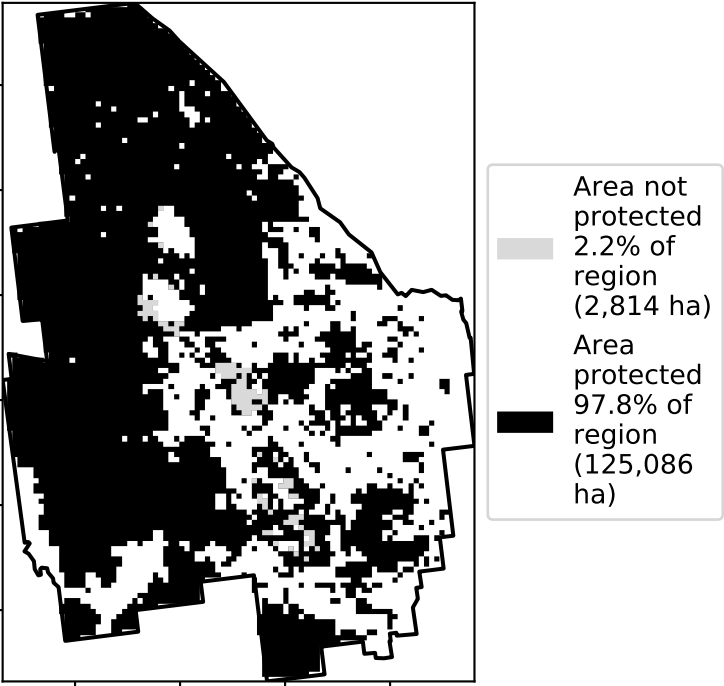 Area not
protected
2.2% of
region
(2,814 ha)
Area
protected
97.8% of
region
(125,086
ha)